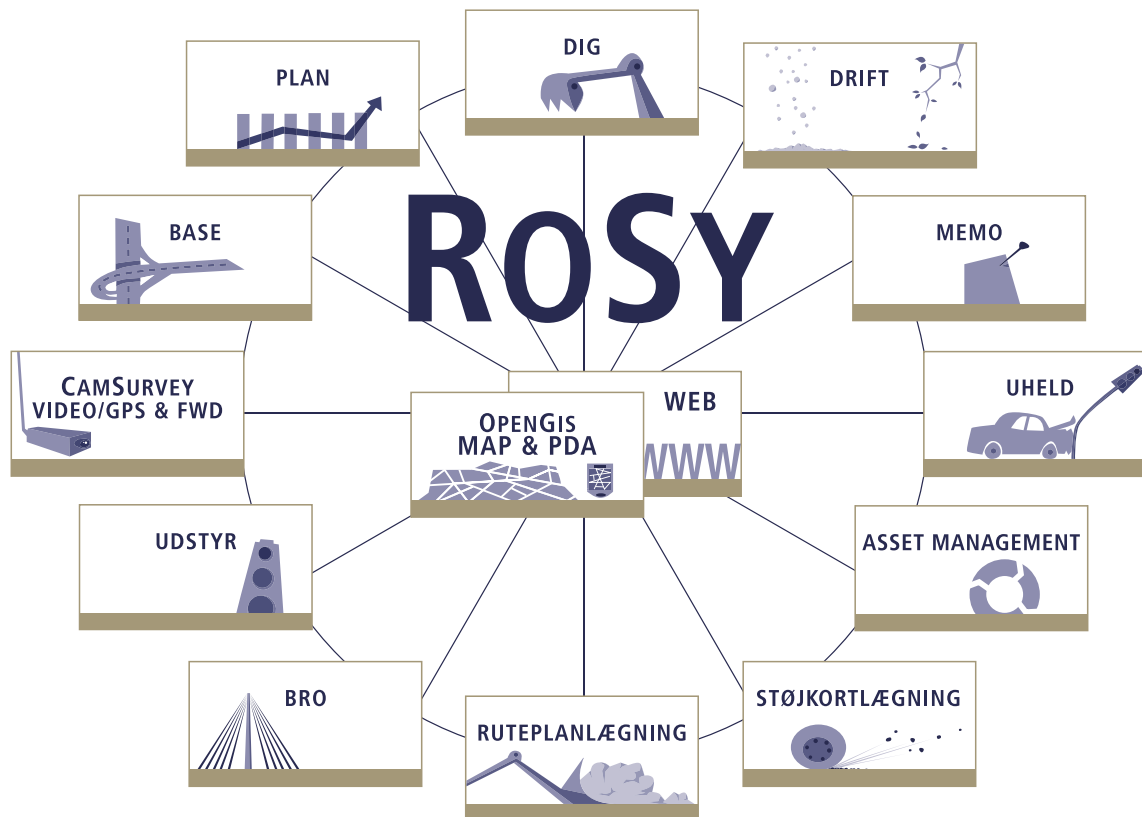 DIG
PLAN
DRIFT
ROSY
BASE
MEMO
CAMSURVEY
VIDEO/GPS & FWD
OPENGIS
MAP & PDA
WEB
WWW
UHELD
UDSTYR
ASSET MANAGEMENT
BRO
RUTEPLANLÆGNING
STØJKORTLÆGNING